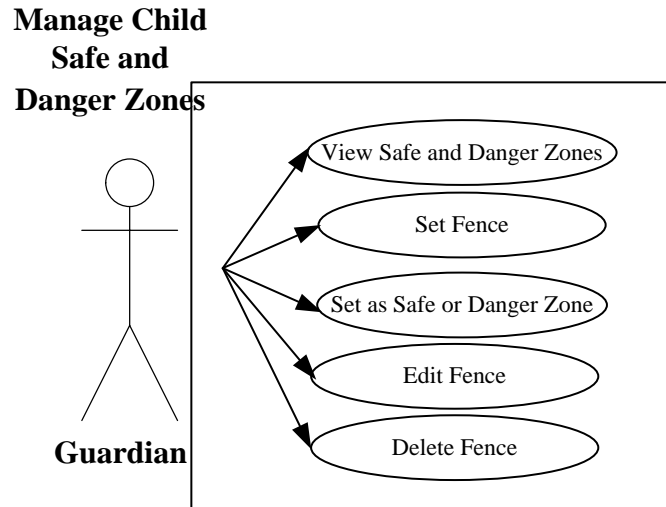 Manage Child
Safe and
Danger Zones
View Safe and Danger Zones
Set Fence
Set as Safe or Danger Zone
Edit Fence
Delete Fence
Guardian